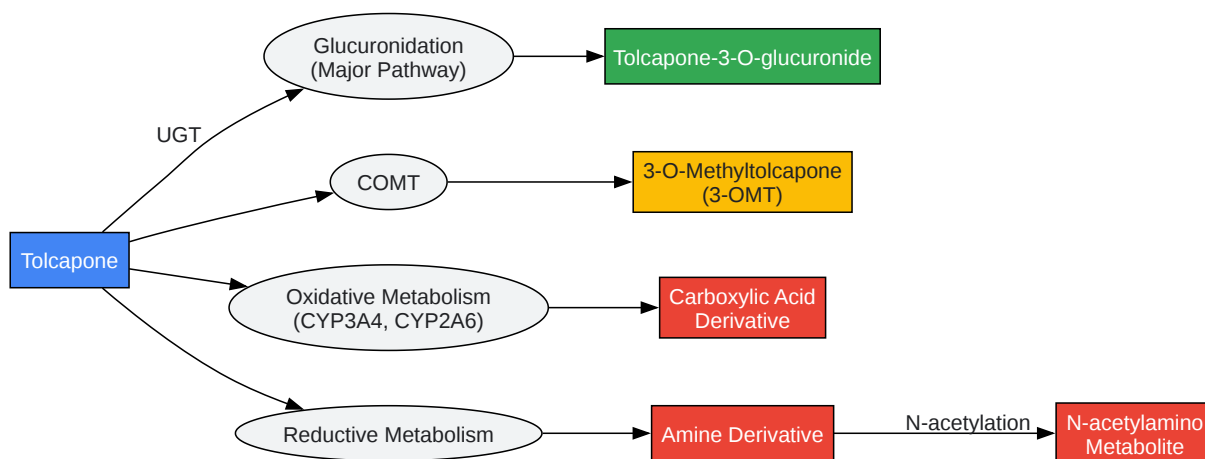 Glucuronidation
(Major Pathway)
Tolcapone-3-O-glucuronide
UGT
COMT
3-O-Methyltolcapone
(3-OMT)
Tolcapone
Oxidative Metabolism
(CYP3A4, CYP2A6)
Carboxylic Acid
Derivative
Reductive Metabolism
Amine Derivative
N-acetylation
N-acetylamino
Metabolite